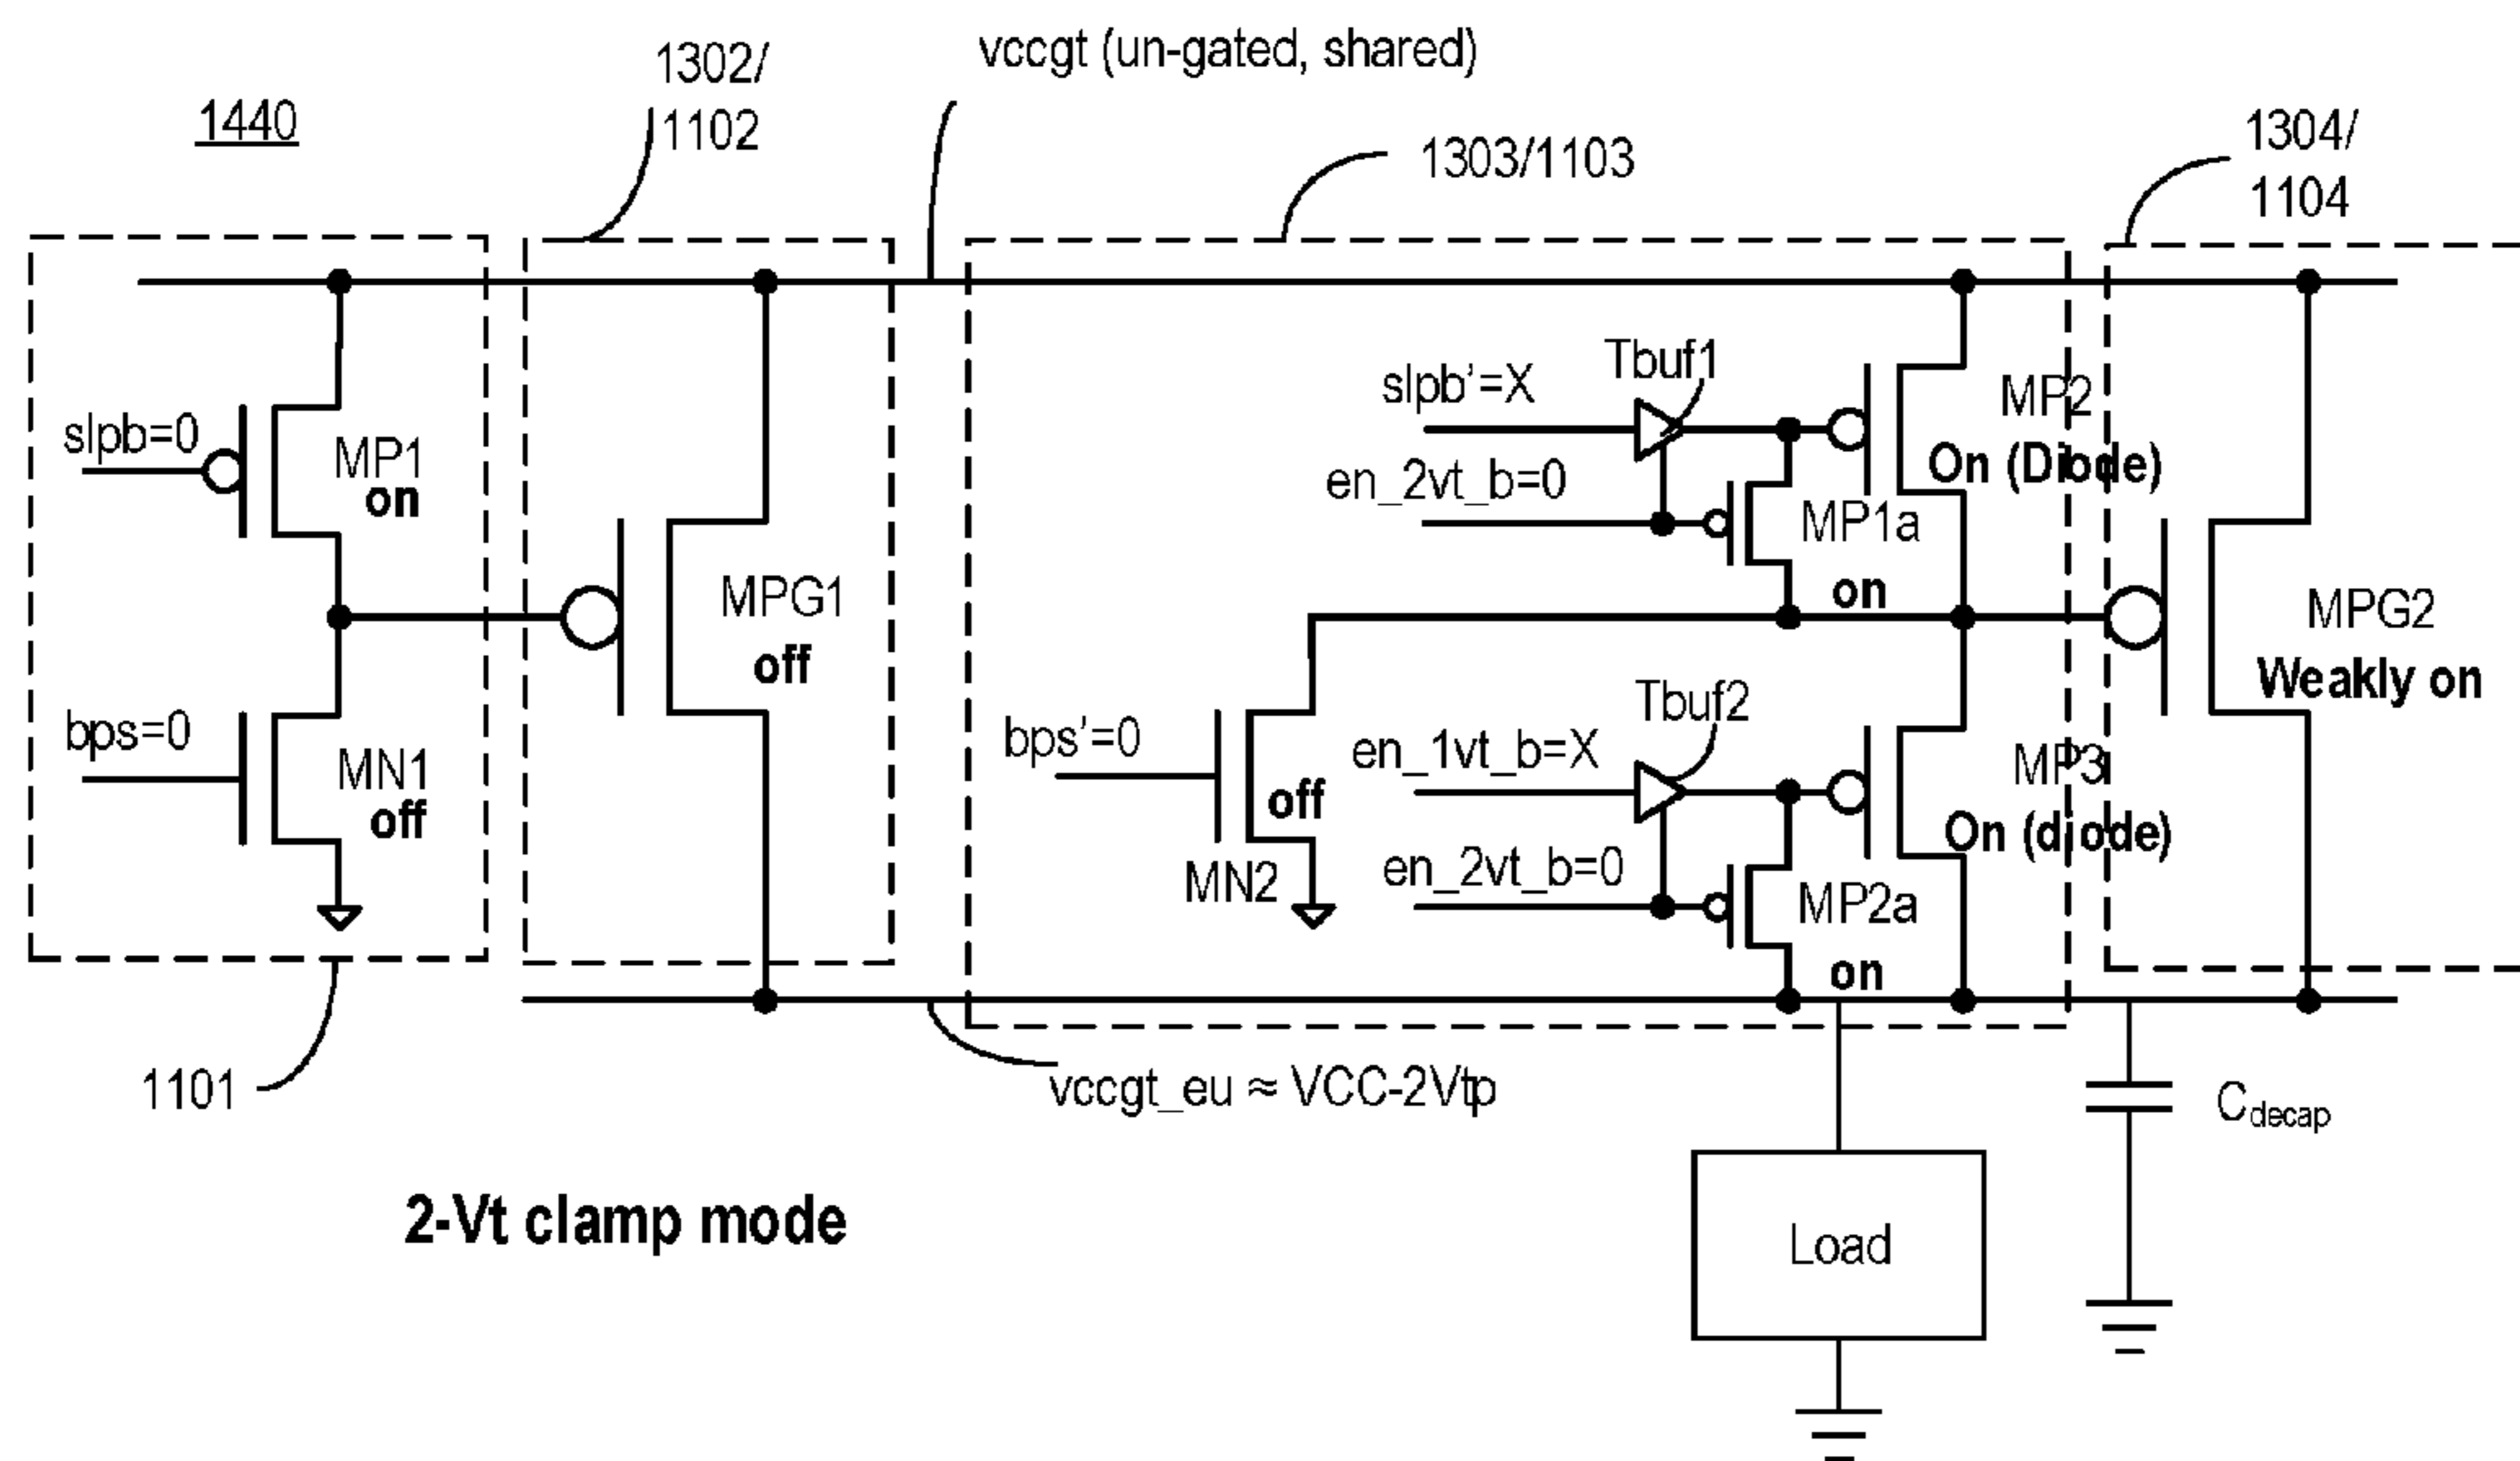 1440
1302/
1102
vccgt (un-gated, shared)
1303/1103
1304/
1104
slpb=0
MP1
on
bps=0
MN1
off
1101
MPG1
off
slpb’=X
Tbuf1
en_2vt_b=0
MP1a
on
MP2
On (Diode)
bps’=0
off
MN2
en_1vt_b=X
Tbuf2
en_2vt_b=0
MP2a
on
MP3
On (diode)
MPG2
Weakly on
vccgt_eu ≈ VCC-2Vtp
Cdecap
Load
2-Vt clamp mode